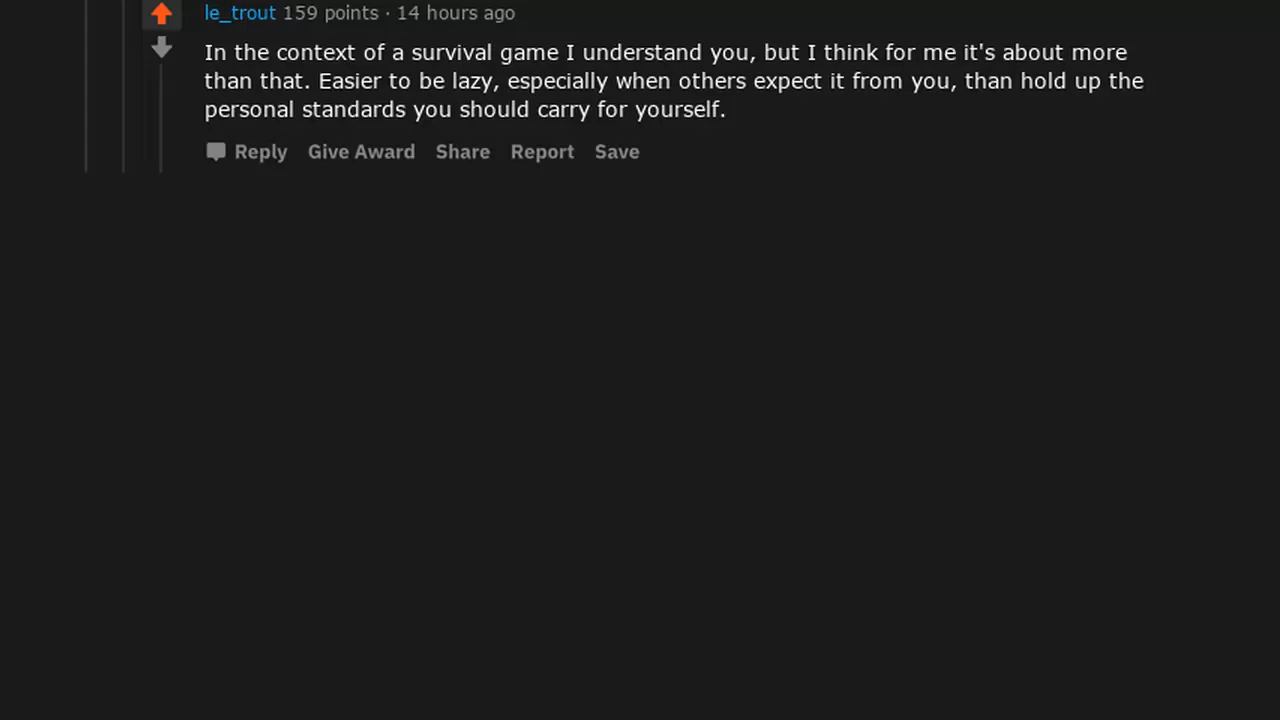 le_trout 159 points · 14 hours ago
In the context of a survival game I understand you, but I think for me it's about more
than that. Easier to be lazy, especially when others expect it from you, than hold up the
personal standards you should carry for yourself.
Reply Give Award Share Report Save